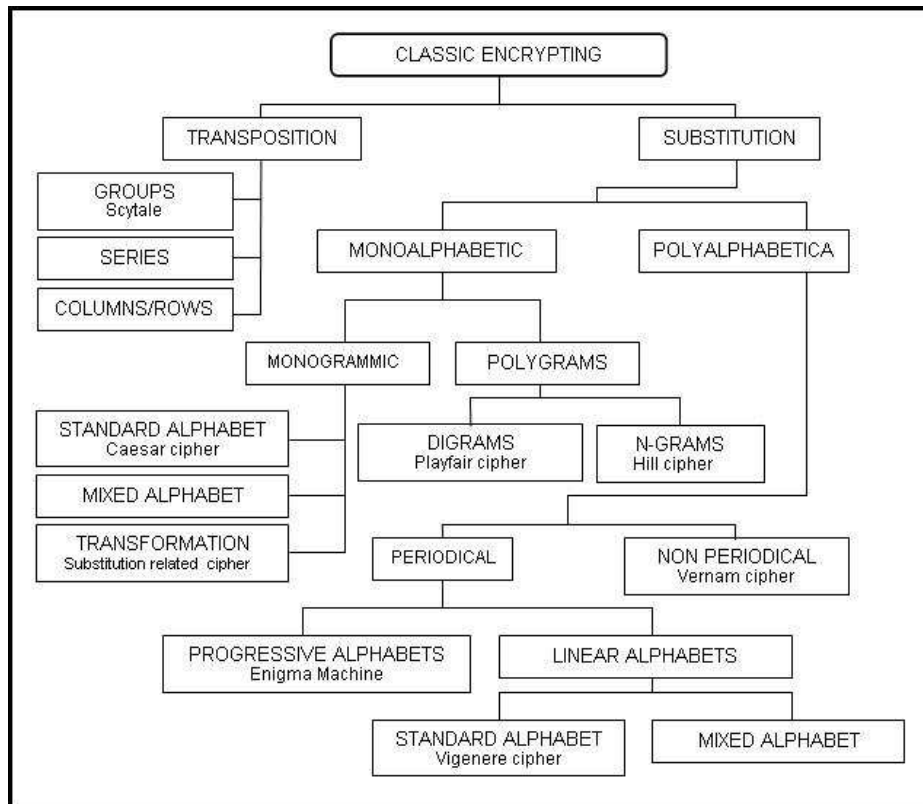 CLASSIC ENCRYPTING
TRANSPOSITION
SUBSTITUTION
GROUPS
Scytale
SERIES
COLUMNS/ROWS
MONOALPHABETIC
POLYALPHABETICA
MONOGRAMMIC
POLYGRAMS
STANDARD ALPHABET
Caesar cipher
MIXED ALPHABET
TRANSFORMATION
Substitution related cipher
DIGRAMS
Playfair cipher
N-GRAMS
Hill cipher
PERIODICAL
NON PERIODICAL
Vernam cipher
PROGRESSIVE ALPHABETS
Enigma Machine
LINEAR ALPHABETS
STANDARD ALPHABET
Vigenere cipher
MIXED ALPHABET